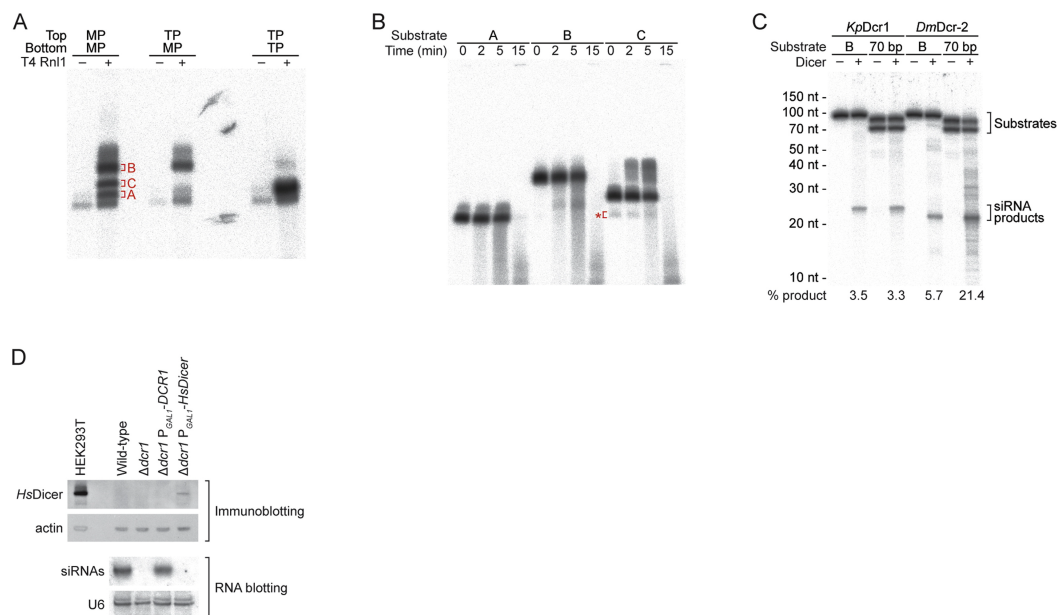 A
Top MP TP TP
Bottom MP MP TP
T4 Rnl1 – + – + – +
B
C
A
B
Substrate A B C
Time (min) 0 2 5 15 0 2 5 15 0 2 5 15
*
C
KpDcr1 DmDcr-2
Substrate B 70 bp B 70 bp
Dicer – + – + – + – +
150 nt -
100 nt -
70 nt -
50 nt -
40 nt -
30 nt -
20 nt -
10 nt -
Substrates
siRNA
products
% product 3.5 3.3 5.7 21.4
D
HEK293T
Wild-type
Δdcr1
Δdcr1 PGAL1-DCR1
Δdcr1 PGAL1-HsDicer
HsDicer
actin
Immunoblotting
siRNAs
U6
RNA blotting